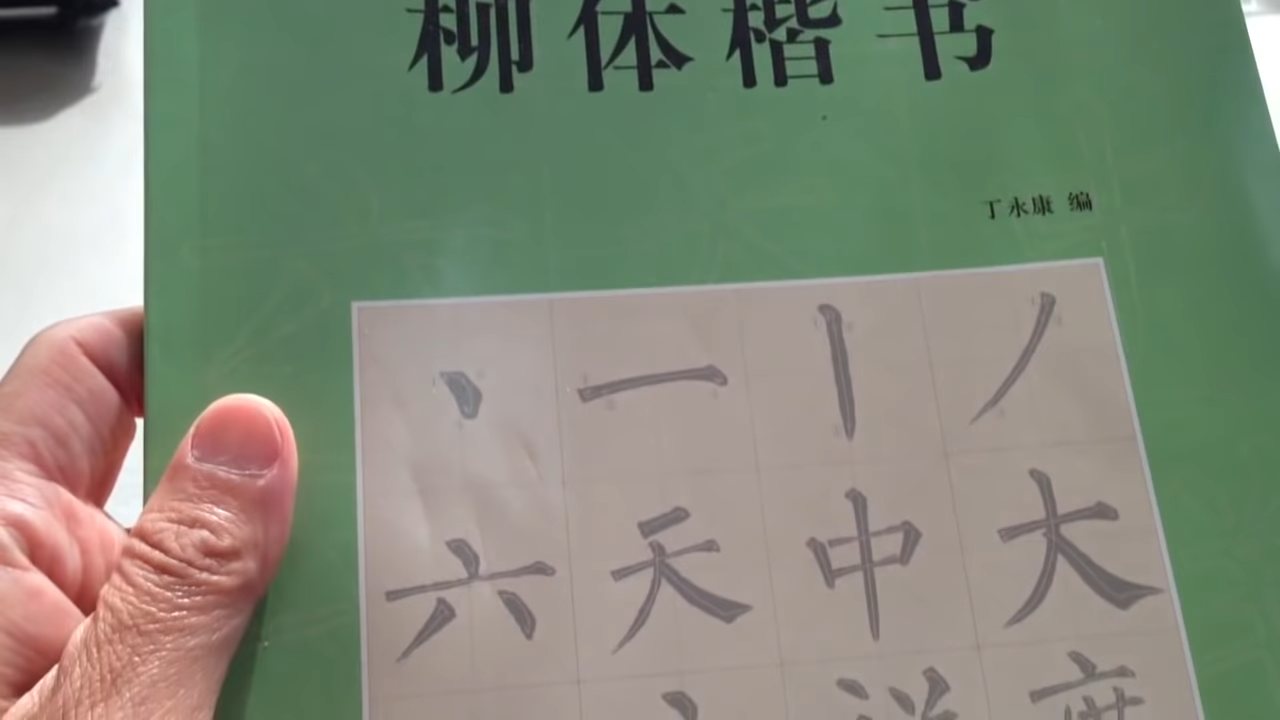 柳体楷书
丁永康 编
丶 一 丨 丿
六 天 中 大